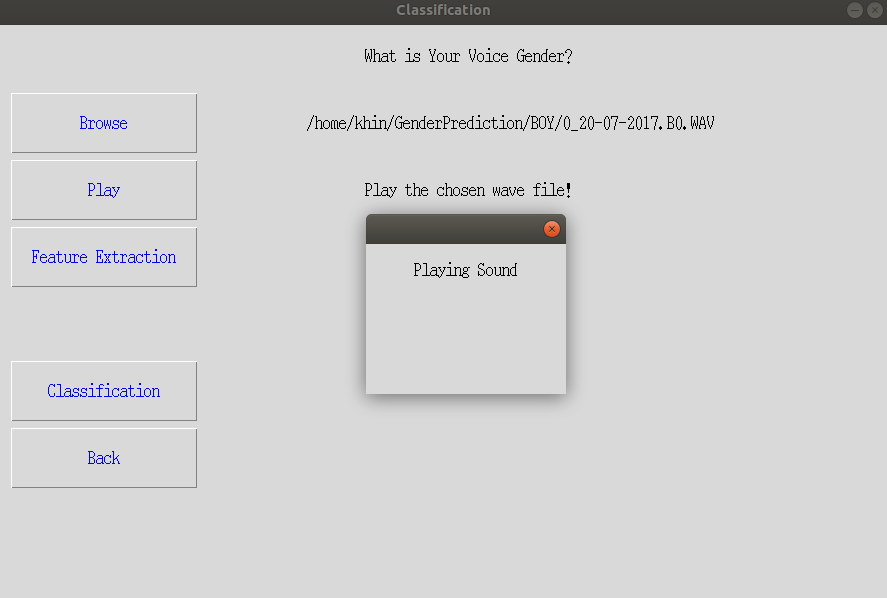 Classification
What is Your Voice Gender?
Browse
/home/khin/GenderPrediction/BOY/0_20-07-2017.B0.WAV
Play
Play the chosen wave file!
Feature Extraction
Playing Sound
Classification
Back